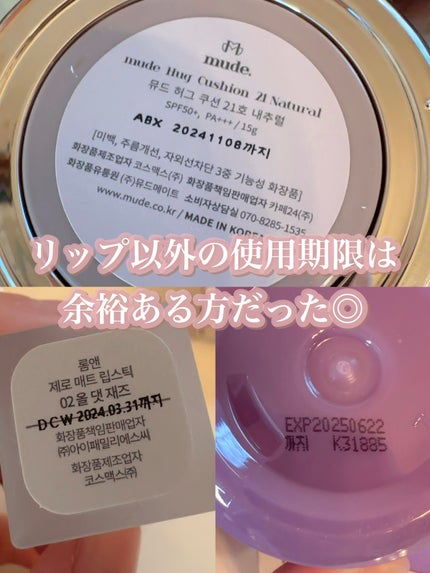 mude.
mude Hug Cushion 21 Natural
뮤드 허그 쿠션 21호 내추럴
SPF50+, PA+++ / 15g
ABX 20241108까지
[미백, 주름개선, 자외선차단 3중 기능성 화장품]
화장품제조업자 코스맥스(주) 화장품책임판매업자 카페24(주)
화장품유통원 (주)뮤드메이트 소비자상담실 070-8285-1535
www.mude.co.kr / MADE IN KOREA
リップ以外の使用期限は
余裕ある方だった◎
롬앤
제로 매트 립스틱
02 올 댓 재즈
DCW 2024.03.31까지
화장품책임판매업자
(주)아이패밀리에스씨
화장품제조업자
코스맥스(주)
EXP20250622
까지 K31885